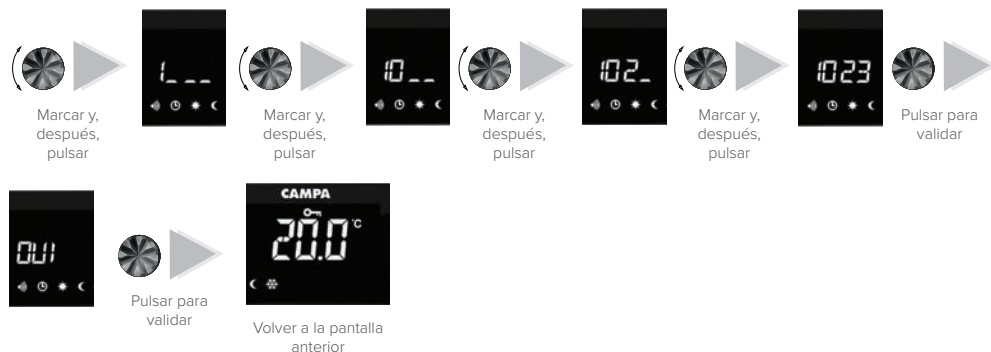 1_ _ _
10_ _
102_
1023
Marcar y,
después,
pulsar
Marcar y,
después,
pulsar
Marcar y,
después,
pulsar
Marcar y,
después,
pulsar
Pulsar para
validar
OUI
Pulsar para
validar
CAMPA
20.0 °C
Volver a la pantalla
anterior